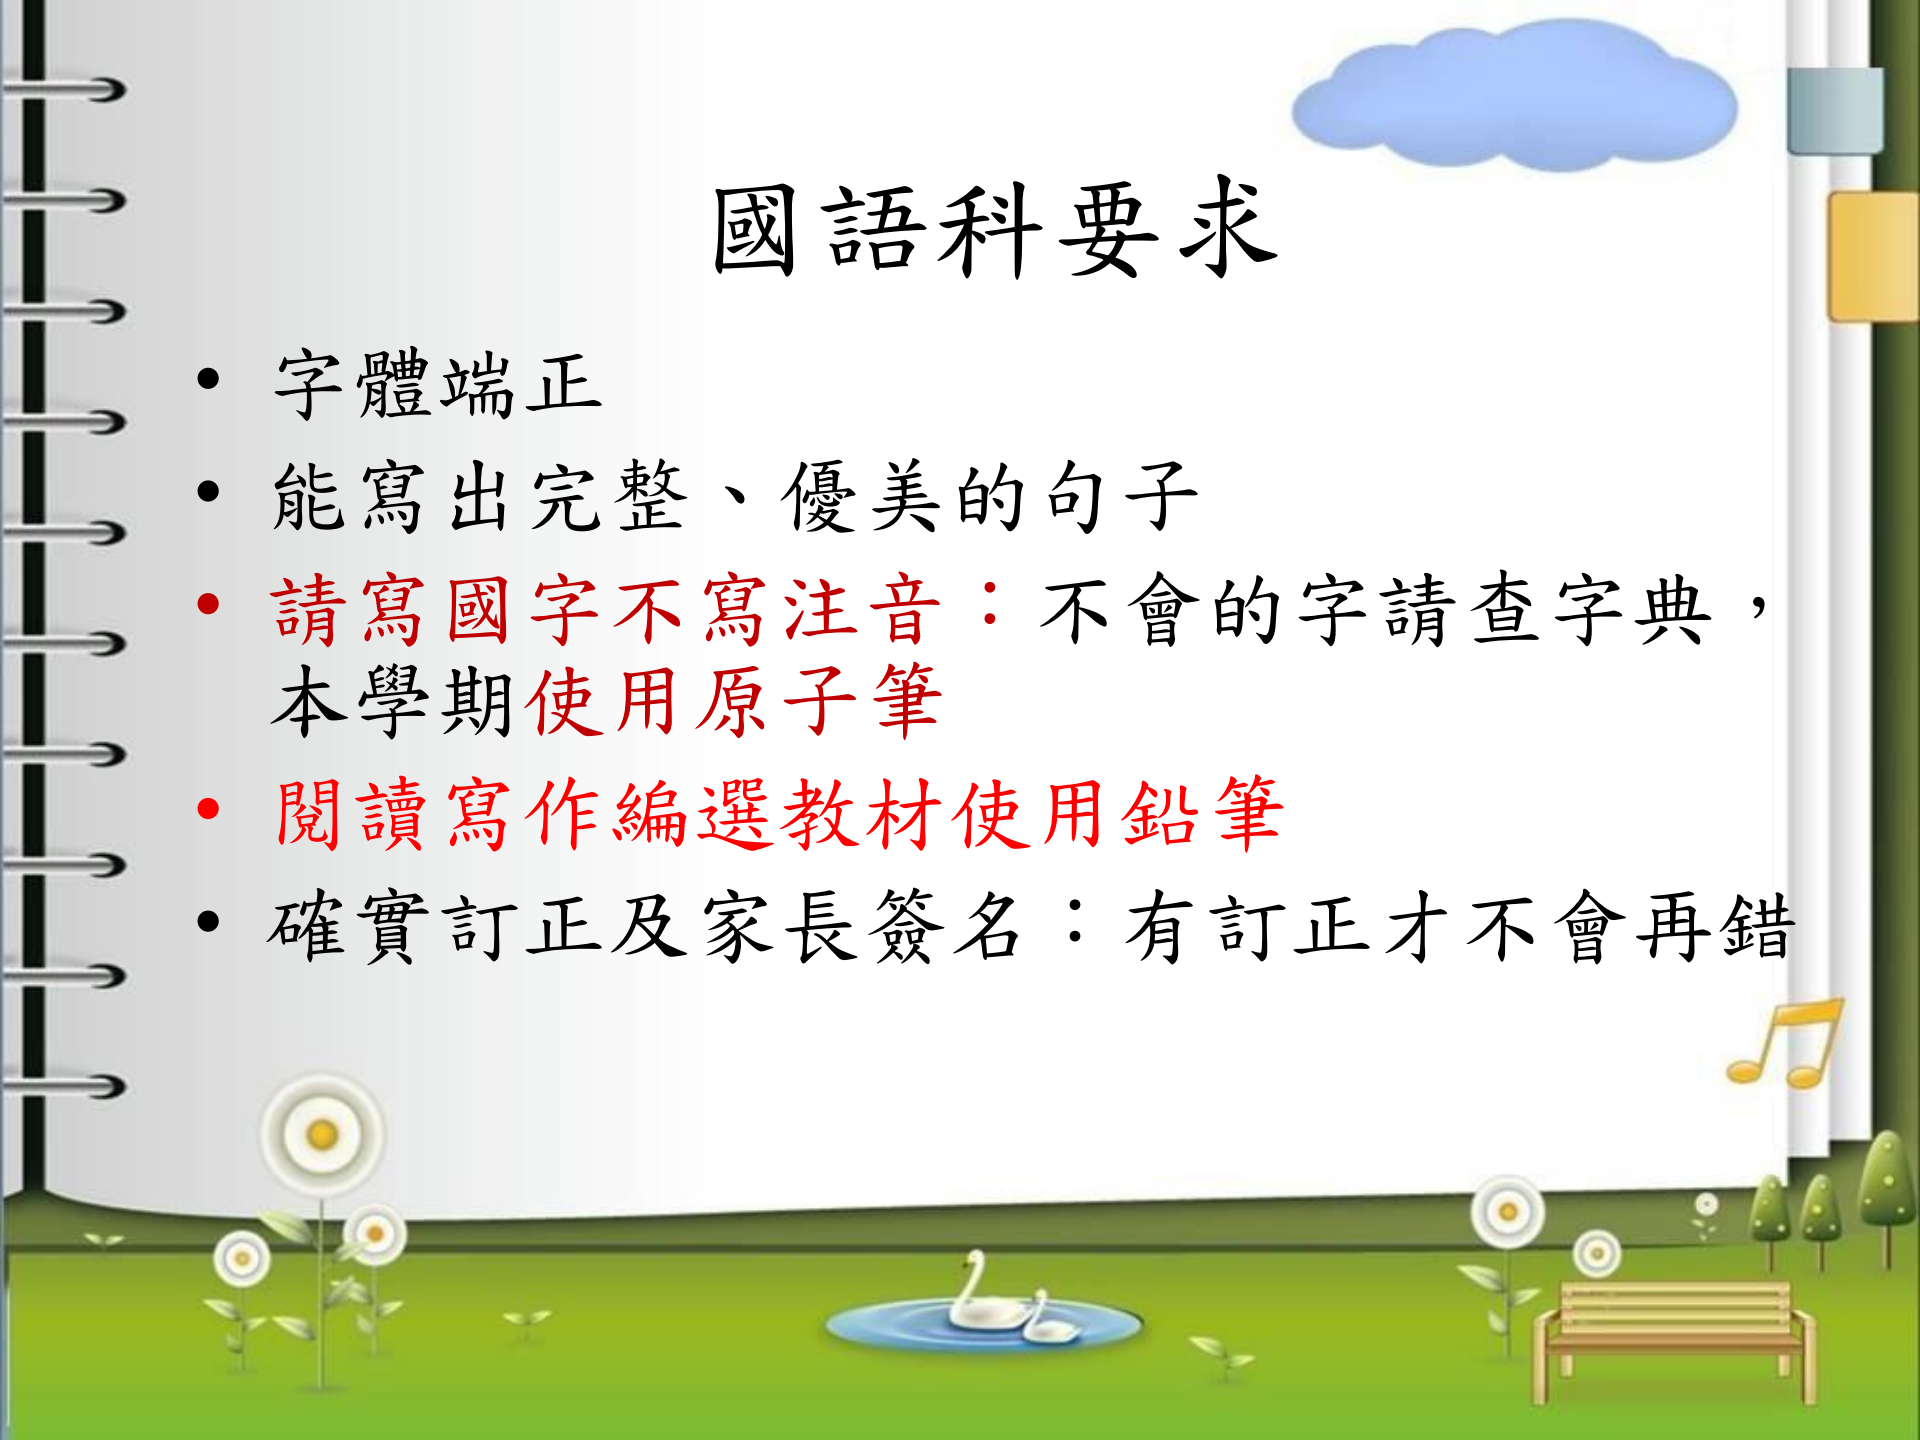 國語科要求
• 字體端正
• 能寫出完整、優美的句子
• 請寫國字不寫注音：不會的字請查字典，
本學期使用原子筆
• 閱讀寫作編選教材使用鉛筆
• 確實訂正及家長簽名：有訂正才不會再錯